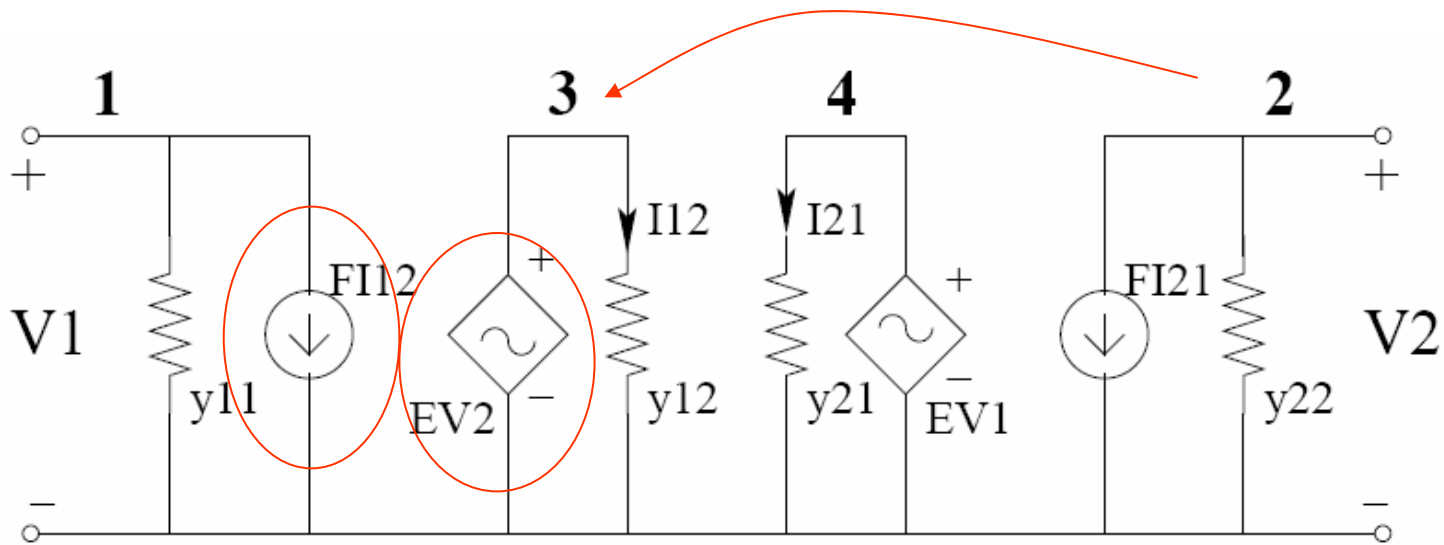 1 3 4 2
+ +
I12 I21
+ +
FI12 FI21
V1 V2
y11 EV2 − y12 y21 − EV1 y22
− −